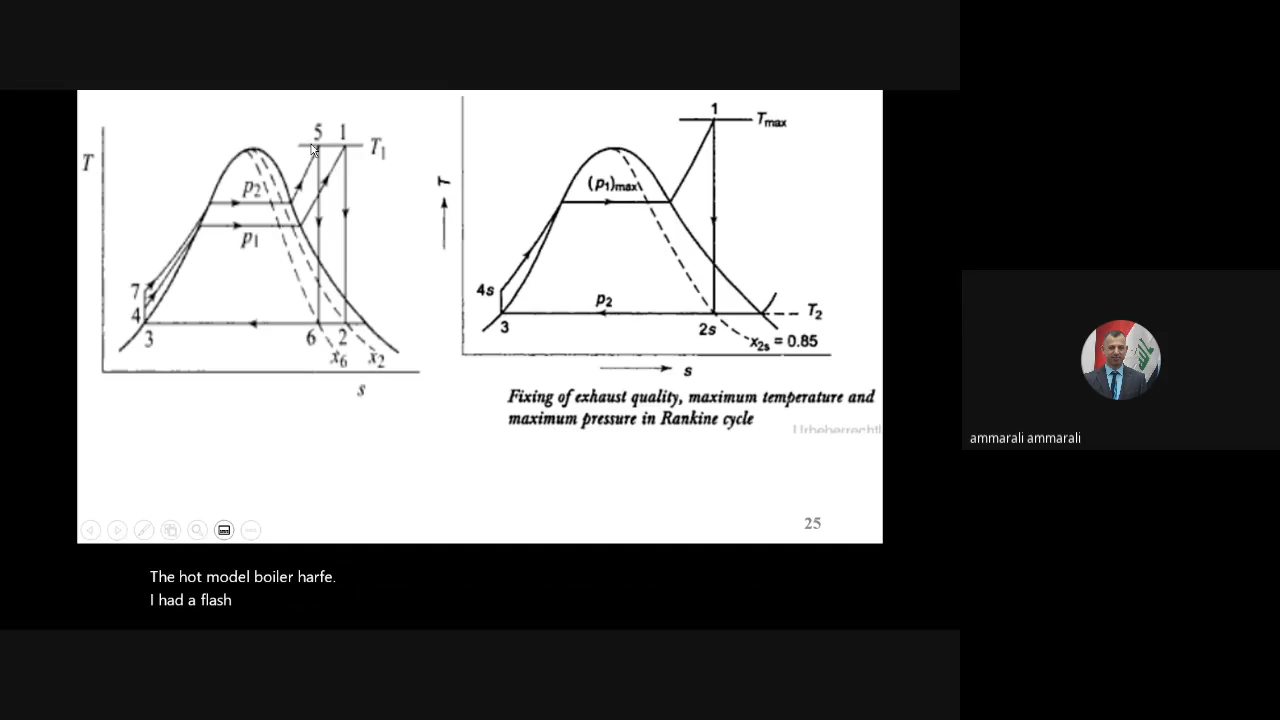 T
5 1
T1
p2
p1
7
4
3
6 2
x6 x2
s
1
Tmax
T
(p1)max
4s
p2
T2
3
2s
x2s = 0.85
s
Fixing of exhaust quality, maximum temperature and
maximum pressure in Rankine cycle
Urheberrechtl
25
The hot model boiler harfe.
I had a flash
ammarali ammarali